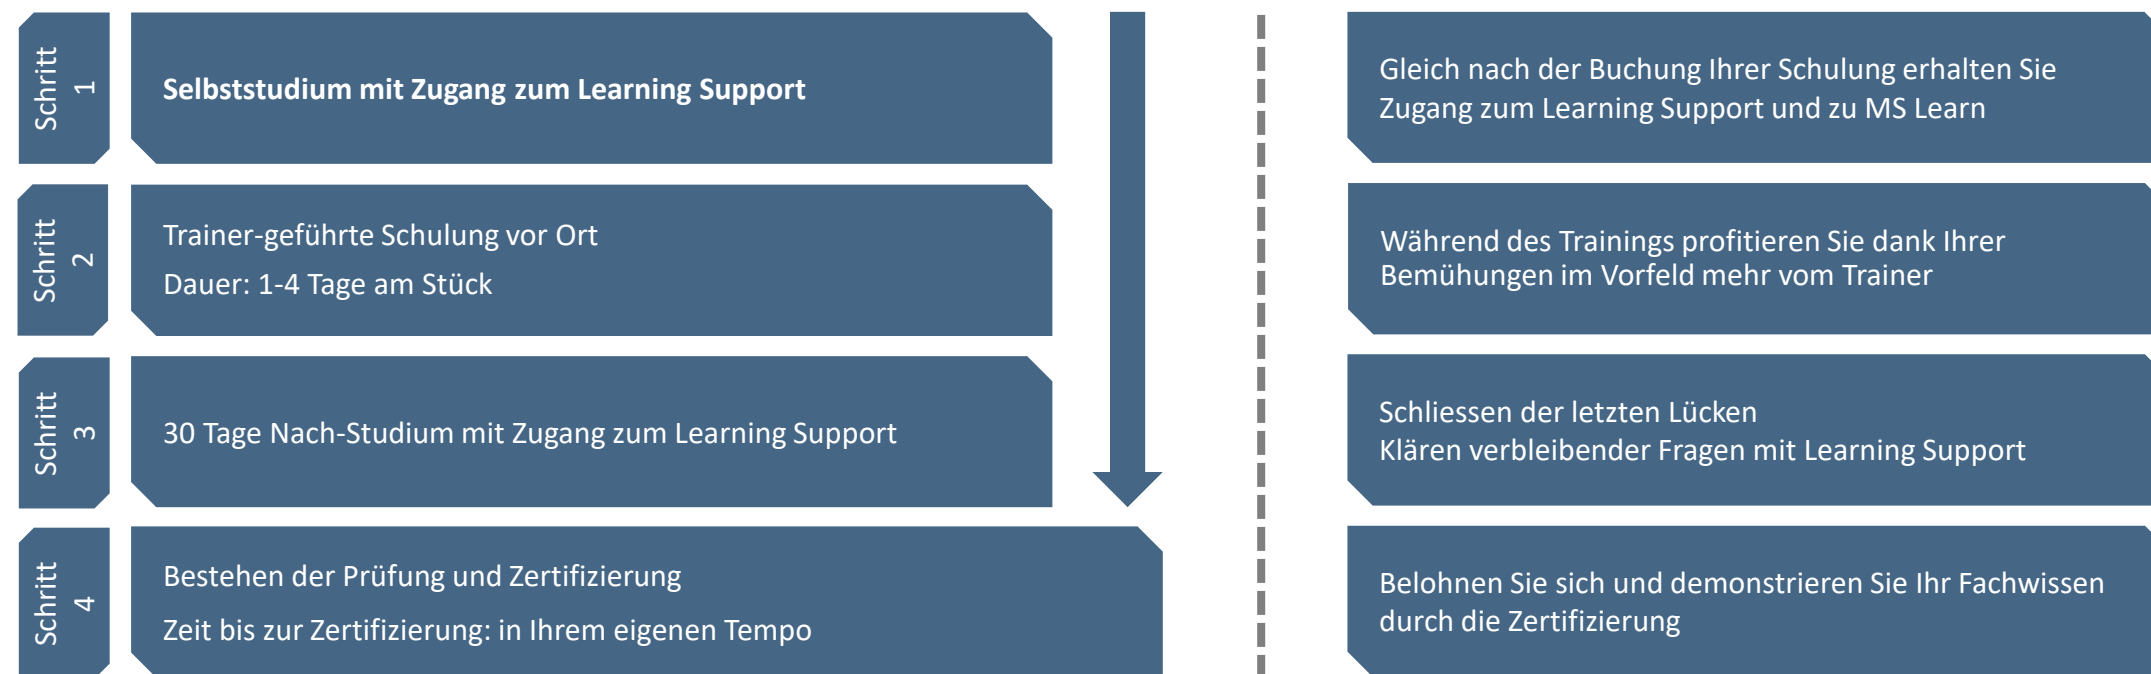 Schritt
1
Selbststudium mit Zugang zum Learning Support
Gleich nach der Buchung Ihrer Schulung erhalten Sie
Zugang zum Learning Support und zu MS Learn
Schritt
2
Trainer-geführte Schulung vor Ort
Dauer: 1-4 Tage am Stück
Während des Trainings profitieren Sie dank Ihrer
Bemühungen im Vorfeld mehr vom Trainer
Schritt
3
30 Tage Nach-Studium mit Zugang zum Learning Support
Schliessen der letzten Lücken
Klären verbleibender Fragen mit Learning Support
Schritt
4
Bestehen der Prüfung und Zertifizierung
Zeit bis zur Zertifizierung: in Ihrem eigenen Tempo
Belohnen Sie sich und demonstrieren Sie Ihr Fachwissen
durch die Zertifizierung